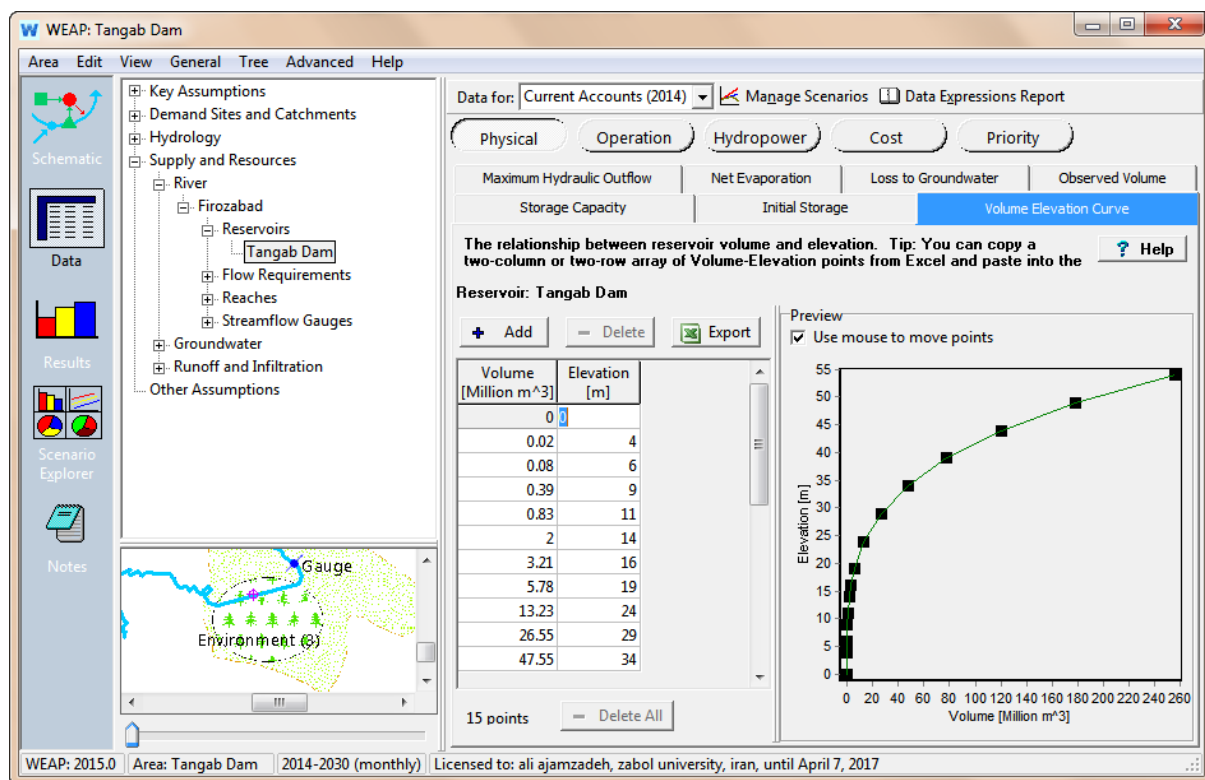 WEAP: Tangab Dam
Area Edit View General Tree Advanced Help
Schematic
Data
Results
Scenario
Explorer
Notes
Key Assumptions
Demand Sites and Catchments
Hydrology
Supply and Resources
River
Firozabad
Reservoirs
Tangab Dam
Flow Requirements
Reaches
Streamflow Gauges
Groundwater
Runoff and Infiltration
Other Assumptions
Gauge
Environment (3)
Data for: Current Accounts (2014) Manage Scenarios Data Expressions Report
Physical Operation Hydropower Cost Priority
Maximum Hydraulic Outflow Net Evaporation Loss to Groundwater Observed Volume
Storage Capacity Initial Storage Volume Elevation Curve
The relationship between reservoir volume and elevation. Tip: You can copy a
two-column or two-row array of Volume-Elevation points from Excel and paste into the
? Help
Reservoir: Tangab Dam
+ Add - Delete Export
Volume Elevation
[Million m^3] [m]
0 0
0.02 4
0.08 6
0.39 9
0.83 11
2 14
3.21 16
5.78 19
13.23 24
26.55 29
47.55 34
15 points - Delete All
Preview
Use mouse to move points
55
50
45
40
35
30
25
20
15
10
5
0
Elevation [m]
0 20 40 60 80 100 120 140 160 180 200 220 240 260
Volume [Million m^3]
WEAP: 2015.0 Area: Tangab Dam 2014-2030 (monthly) Licensed to: ali ajamzadeh, zabol university, iran, until April 7, 2017